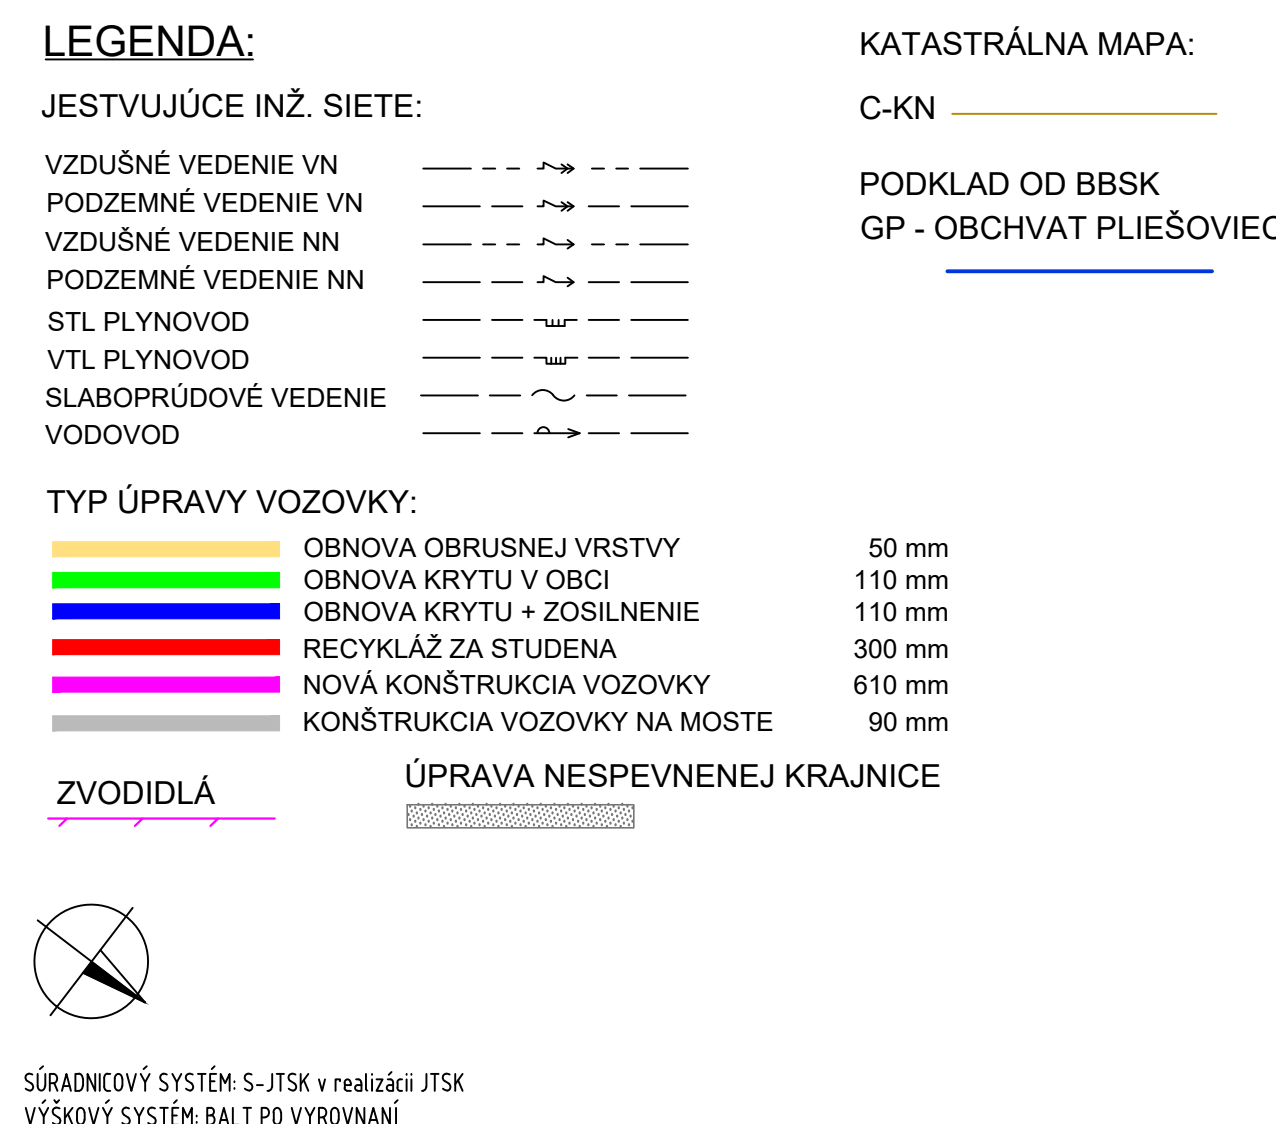 LEGENDA:
JESTVUJÚCE INŽ. SIETE:
VZDUŠNÉ VEDENIE VN
PODZEMNÉ VEDENIE VN
VZDUŠNÉ VEDENIE NN
PODZEMNÉ VEDENIE NN
STL PLYNOVOD
VTL PLYNOVOD
SLABOPRÚDOVÉ VEDENIE
VODOVOD
KATASTRÁLNA MAPA:
C-KN
PODKLAD OD BBSK
GP - OBCHVAT PLIEŠOVIEC
TYP ÚPRAVY VOZOVKY:
OBNOVA OBRUSNEJ VRSTVY 50 mm
OBNOVA KRYTU V OBCI 110 mm
OBNOVA KRYTU + ZOSILNENIE 110 mm
RECYKLÁŽ ZA STUDENA 300 mm
NOVÁ KONŠTRUKCIA VOZOVKY 610 mm
KONŠTRUKCIA VOZOVKY NA MOSTE 90 mm
ZVODIDLÁ
ÚPRAVA NESPEVNENEJ KRAJNICE
SÚRADNICOVÝ SYSTÉM: S-JTSK v realizácii JTSK
VÝŠKOVÝ SYSTÉM: BALT PO VYROVNANÍ